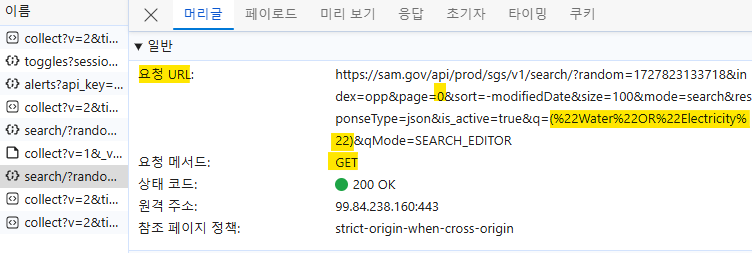 이름
머리글 페이로드 미리 보기 응답 초기자 타이밍 쿠키
collect?v=2&ti...
toggles?sessio...
alerts?api_key=...
collect?v=2&ti...
search/?rando...
collect?v=1&_v...
search/?rando...
collect?v=2&ti...
collect?v=2&ti...
▼ 일반
요청 URL: https://sam.gov/api/prod/sgs/v1/search/?random=1727823133718&in
dex=opp&page=0&sort=-modifiedDate&size=100&mode=search&res
ponseType=json&is_active=true&q=(%22Water%22OR%22Electricity%
22)&qMode=SEARCH_EDITOR
요청 메서드: GET
상태 코드: 200 OK
원격 주소: 99.84.238.160:443
참조 페이지 정책: strict-origin-when-cross-origin